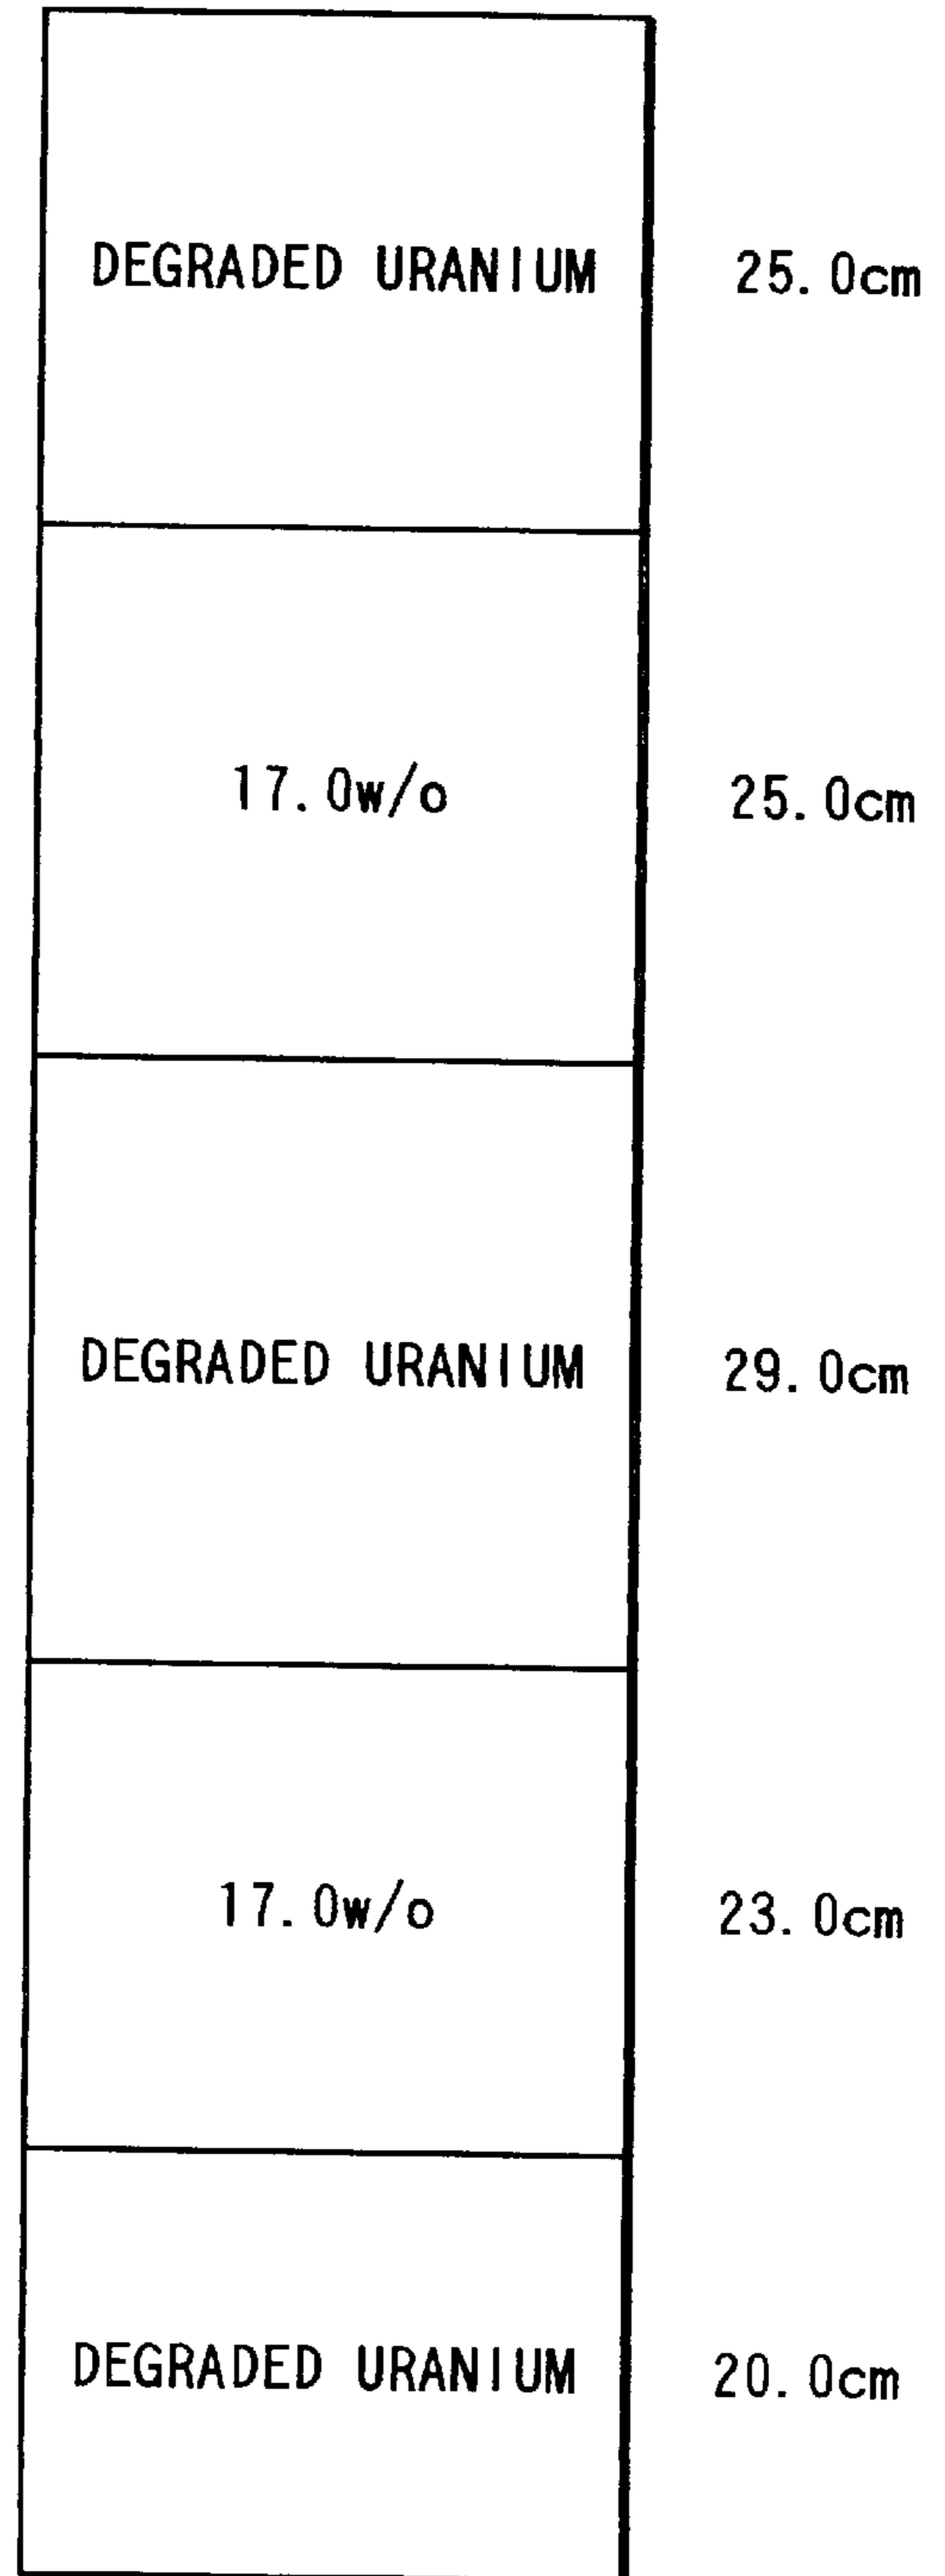 DEGRADED URANIUM 25.0cm
17.0w/o 25.0cm
DEGRADED URANIUM 29.0cm
17.0w/o 23.0cm
DEGRADED URANIUM 20.0cm